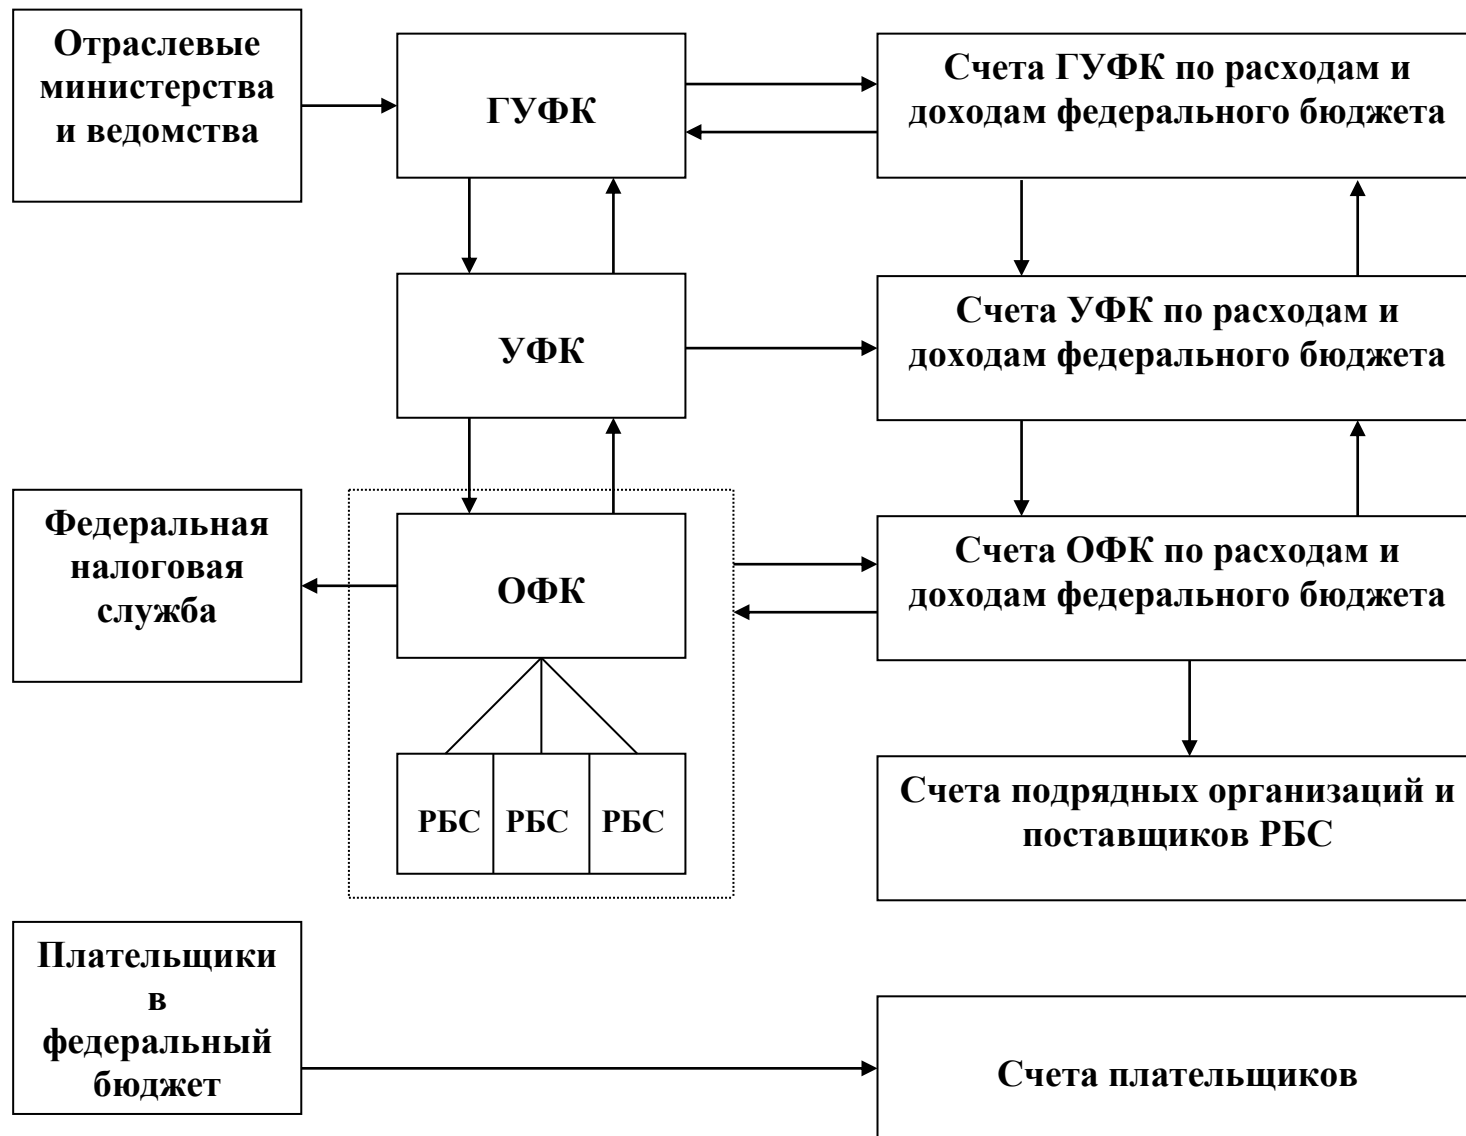 Отраслевые
министерства
и ведомства
ГУФК
Счета ГУФК по расходам и
доходам федерального бюджета
УФК
Счета УФК по расходам и
доходам федерального бюджета
Федеральная
налоговая
служба
ОФК
Счета ОФК по расходам и
доходам федерального бюджета
РБС РБС РБС
Счета подрядных организаций и
поставщиков РБС
Плательщики
в
федеральный
бюджет
Счета плательщиков